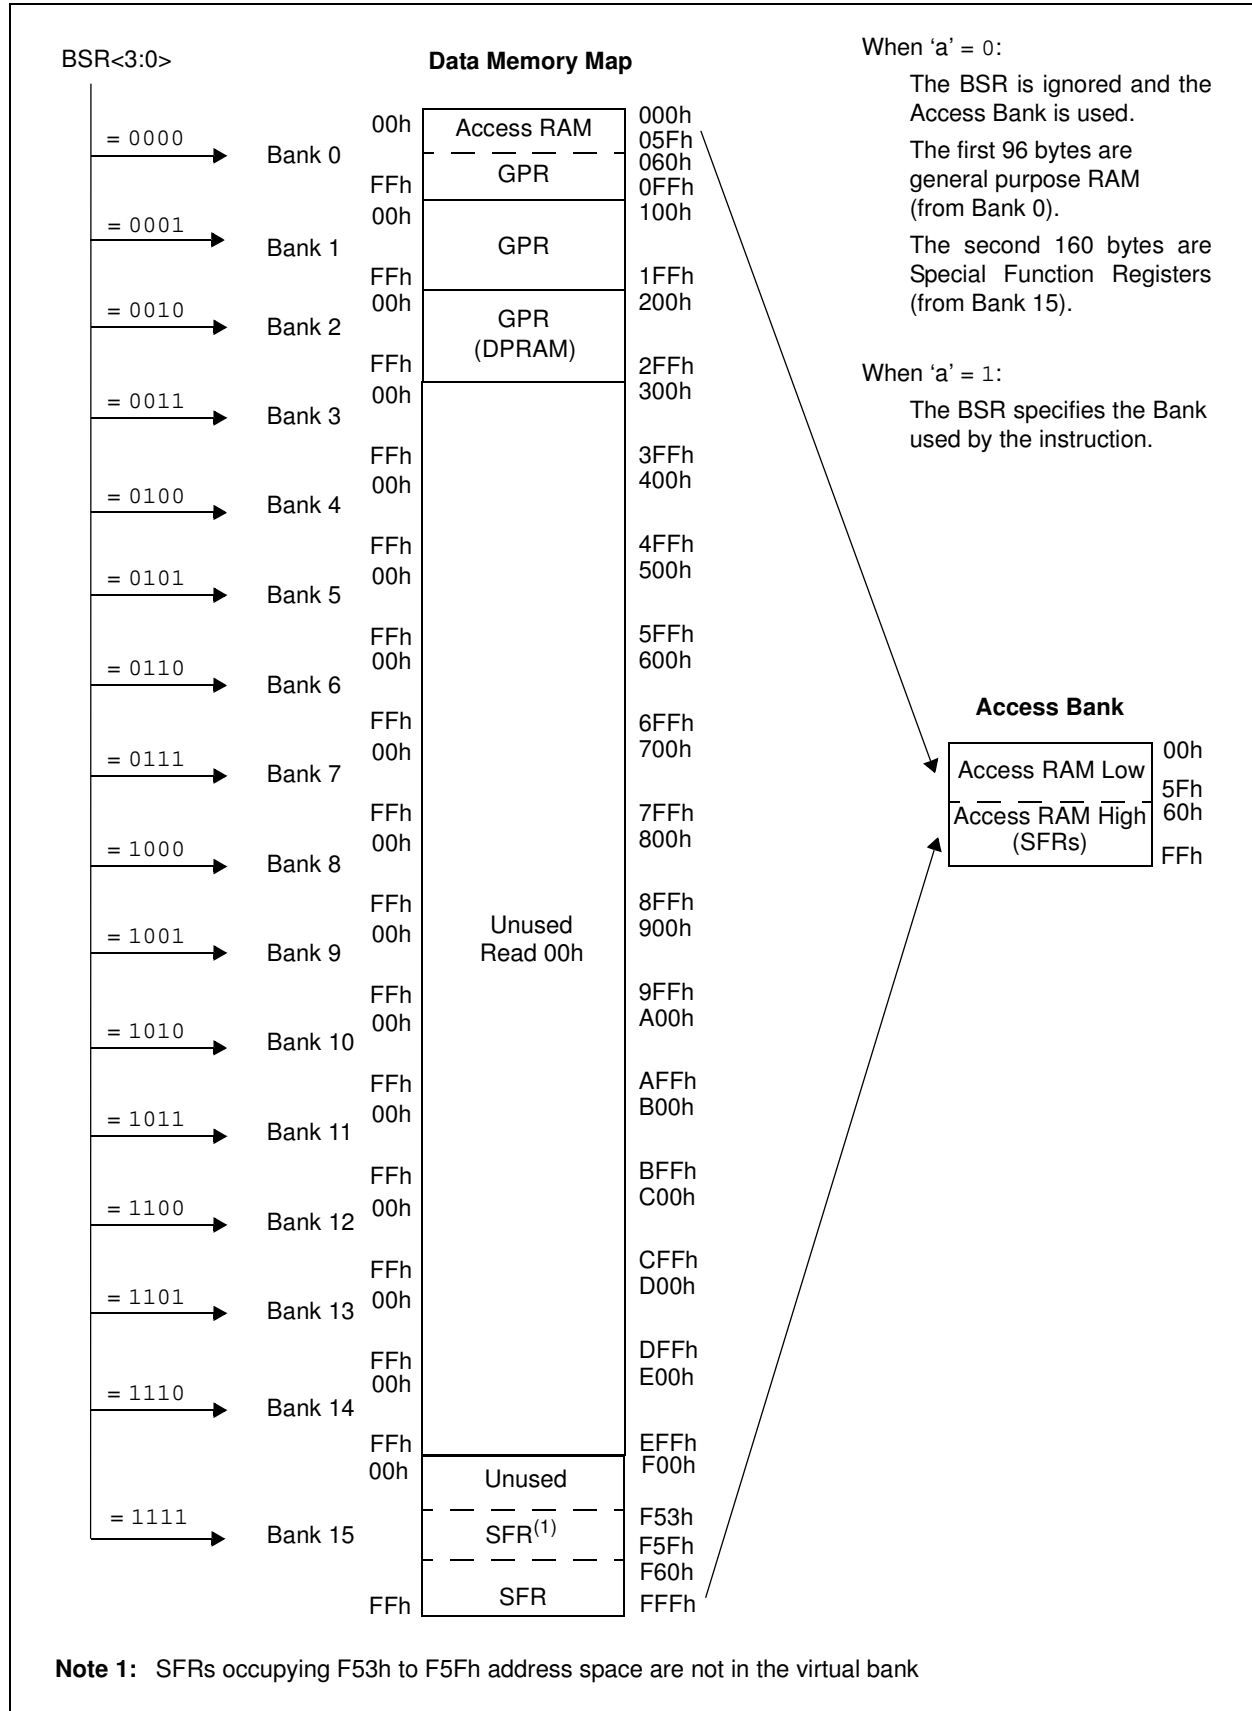 BSR<3:0>
Data Memory Map
When ‘a’ = 0:
The BSR is ignored and the
Access Bank is used.
The first 96 bytes are
general purpose RAM
(from Bank 0).
The second 160 bytes are
Special Function Registers
(from Bank 15).
When ‘a’ = 1:
The BSR specifies the Bank
used by the instruction.
= 0000
Bank 0
00h
FFh
Access RAM
GPR
000h
05Fh
060h
0FFh
= 0001
Bank 1
00h
FFh
GPR
100h
1FFh
= 0010
Bank 2
00h
FFh
GPR
(DPRAM)
200h
2FFh
= 0011
Bank 3
00h
FFh
300h
3FFh
= 0100
Bank 4
00h
FFh
400h
4FFh
= 0101
Bank 5
00h
FFh
500h
5FFh
= 0110
Bank 6
00h
FFh
600h
6FFh
= 0111
Bank 7
00h
FFh
700h
7FFh
= 1000
Bank 8
00h
FFh
800h
8FFh
= 1001
Bank 9
00h
FFh
Unused
Read 00h
900h
9FFh
= 1010
Bank 10
00h
FFh
A00h
AFFh
= 1011
Bank 11
00h
FFh
B00h
BFFh
= 1100
Bank 12
00h
FFh
C00h
CFFh
= 1101
Bank 13
00h
FFh
D00h
DFFh
= 1110
Bank 14
00h
FFh
E00h
EFFh
= 1111
Bank 15
00h
FFh
Unused
SFR(1)
SFR
F00h
F53h
F5Fh
F60h
FFFh
Access Bank
Access RAM Low
Access RAM High
(SFRs)
00h
5Fh
60h
FFh
Note 1: SFRs occupying F53h to F5Fh address space are not in the virtual bank